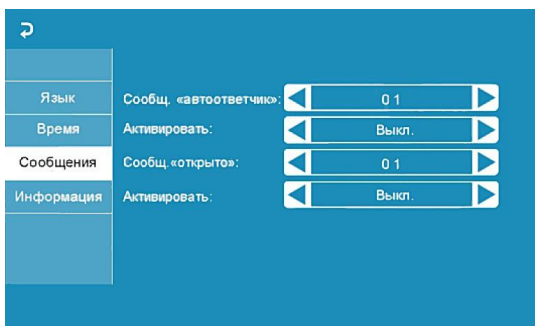 Язык
Сообщ. «автоответчик»: 01
Время
Активировать: Выкл.
Сообщения
Сообщ.«открыто»: 01
Информация
Активировать: Выкл.